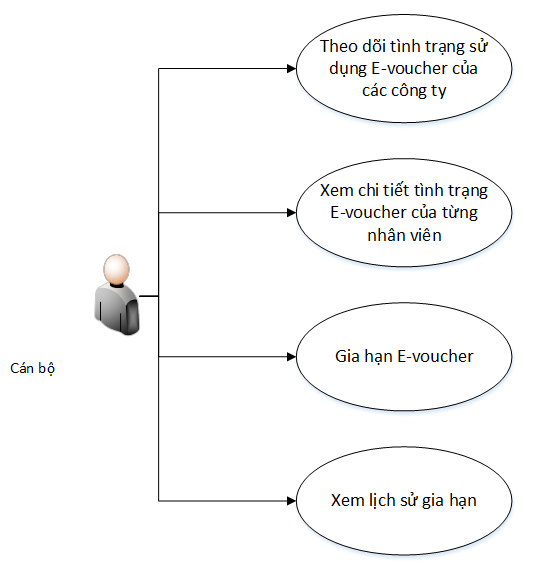 Theo dõi tình trạng sử
dụng E-voucher của
các công ty
Xem chi tiết tình trạng
E-voucher của từng
nhân viên
Gia hạn E-voucher
Cán bộ
Xem lịch sử gia hạn